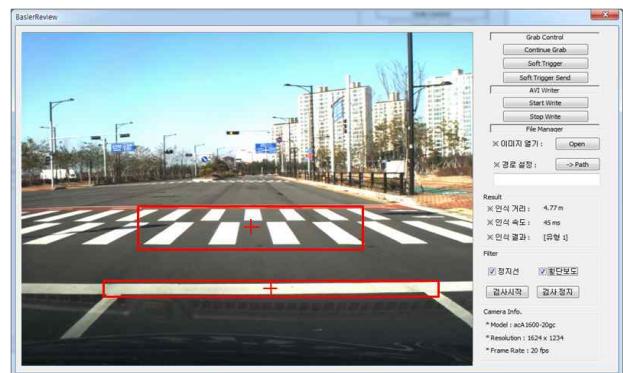 BaslerReview
Grab Control
Continue Grab
Soft Trigger
Soft Trigger Send
AVI Writer
Start Write
Stop Write
File Manager
※ 이미지 열기 : Open
※ 경로 설정 : -> Path
Result
※ 인식 거리 : 4.77 m
※ 인식 속도 : 45 ms
※ 인식 결과 : [유형 1]
Filter
정지선 횡단보도
검사시작 검사정지
Camera Info.
* Model : acA1600-20gc
* Resolution : 1624 x 1234
* Frame Rate : 20 fps